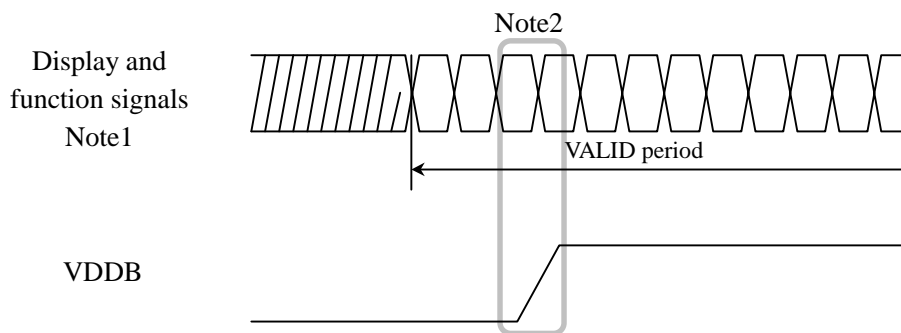 Note2
Display and
function signals
Note1
VALID period
VDDB